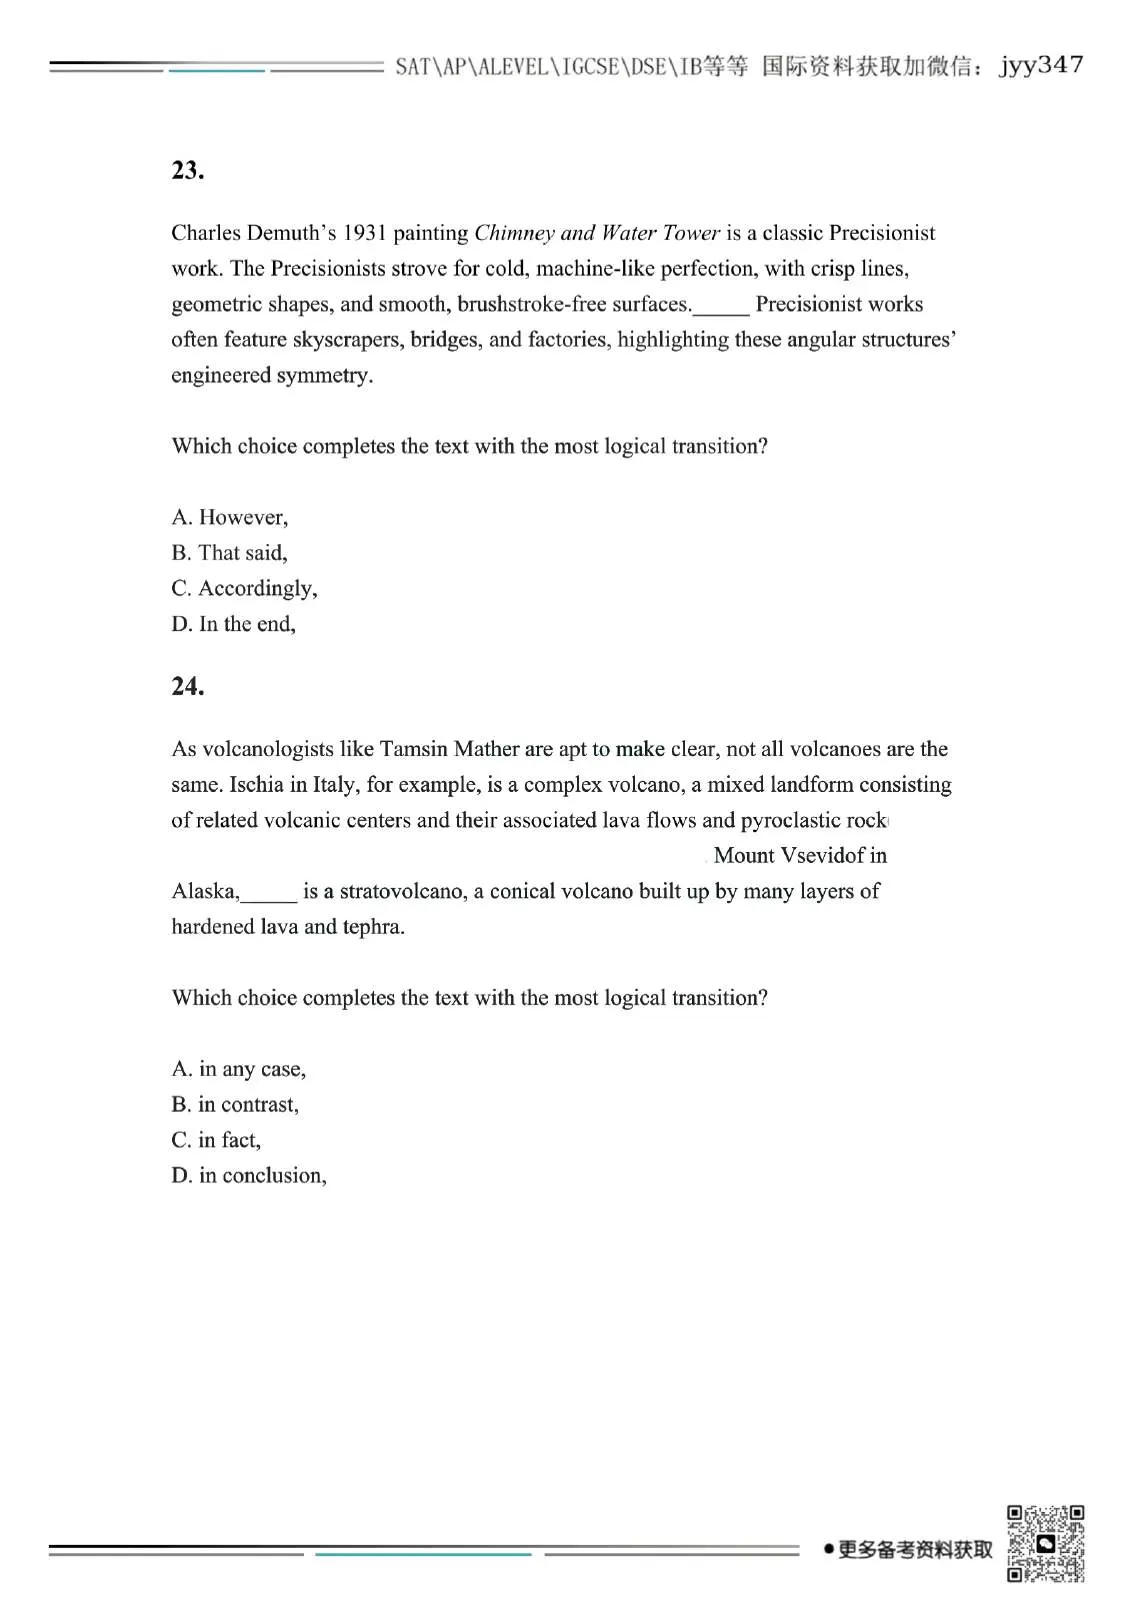 SAT\AP\ALEVEL\IGCSE\DSE\IB等等 国际资料获取加微信: jyy347
23.
Charles Demuth’s 1931 painting Chimney and Water Tower is a classic Precisionist
work. The Precisionists strove for cold, machine-like perfection, with crisp lines,
geometric shapes, and smooth, brushstroke-free surfaces._____ Precisionist works
often feature skyscrapers, bridges, and factories, highlighting these angular structures’
engineered symmetry.
Which choice completes the text with the most logical transition?
A. However,
B. That said,
C. Accordingly,
D. In the end,
24.
As volcanologists like Tamsin Mather are apt to make clear, not all volcanoes are the
same. Ischia in Italy, for example, is a complex volcano, a mixed landform consisting
of related volcanic centers and their associated lava flows and pyroclastic rock
Mount Vsevidof in
Alaska,_____ is a stratovolcano, a conical volcano built up by many layers of
hardened lava and tephra.
Which choice completes the text with the most logical transition?
A. in any case,
B. in contrast,
C. in fact,
D. in conclusion,
●更多备考资料获取